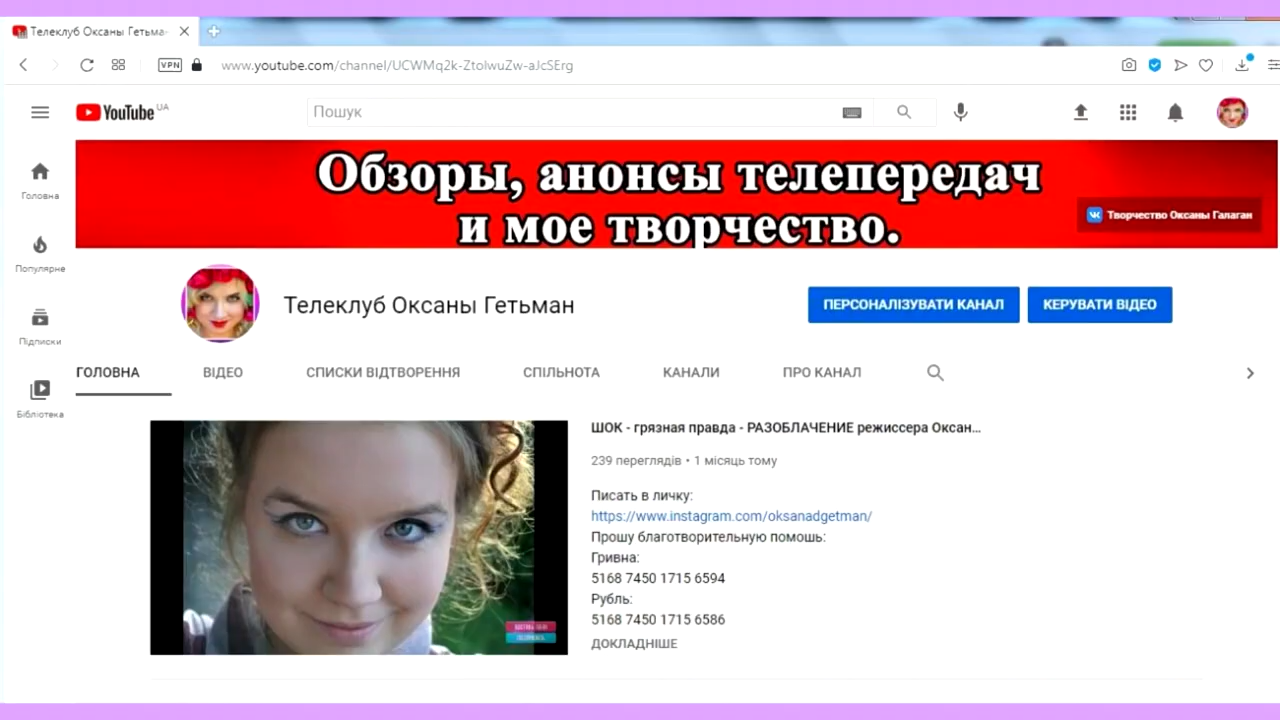 Телеклуб Оксаны Гетьма
VPN
www.youtube.com/channel/UCWMq2k-ZtolwuZw-aJcSErg
YouTube UA
Пошук
Головна
Популярне
Підписки
Бібліотека
Обзоры, анонсы телепередач
и мое творчество.
Творчество Оксаны Галаган
Телеклуб Оксаны Гетьман
ПЕРСОНАЛІЗУВАТИ КАНАЛ
КЕРУВАТИ ВІДЕО
ГОЛОВНА
ВІДЕО
СПИСКИ ВІДТВОРЕННЯ
СПІЛЬНОТА
КАНАЛИ
ПРО КАНАЛ
ШОК - грязная правда - РАЗОБЛАЧЕНИЕ режиссера Оксан...
239 переглядів • 1 місяць тому
Писать в личку:
https://www.instagram.com/oksanadgetman/
Прошу благотворительную помошь:
Гривна:
5168 7450 1715 6594
Рубль:
5168 7450 1715 6586
ДОКЛАДНІШЕ